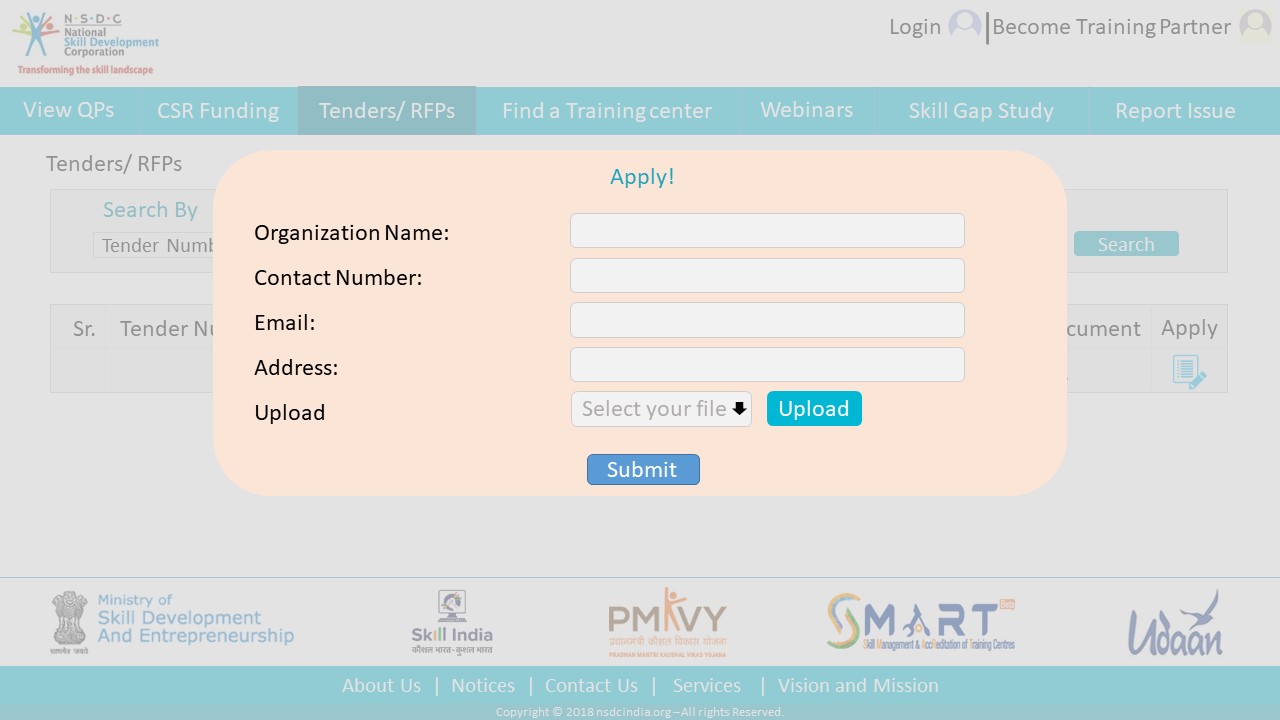 N·S·D·C
National
Skill Development
Corporation
Transforming the skill landscape
Login
Become Training Partner
View QPs
CSR Funding
Tenders/ RFPs
Find a Training center
Webinars
Skill Gap Study
Report Issue
Tenders/ RFPs
Search By
Tender Numb
Search
Sr.
Tender Nu
cument
Apply
Apply!
Organization Name:
Contact Number:
Email:
Address:
Upload
Select your file
Upload
Submit
सत्यमेव जयते
Ministry of
Skill Development
And Entrepreneurship
Skill India
कौशल भारत-कुशल भारत
PMKVY
प्रधानमंत्री कौशल विकास योजना
PRADHAN MANTRI KAUSHAL VIKAS YOJANA
SMART Beta
Skill Management & Accreditation of Training Centres
Udaan
About Us | Notices | Contact Us | Services | Vision and Mission
Copyright © 2018 nsdcindia.org – All rights Reserved.